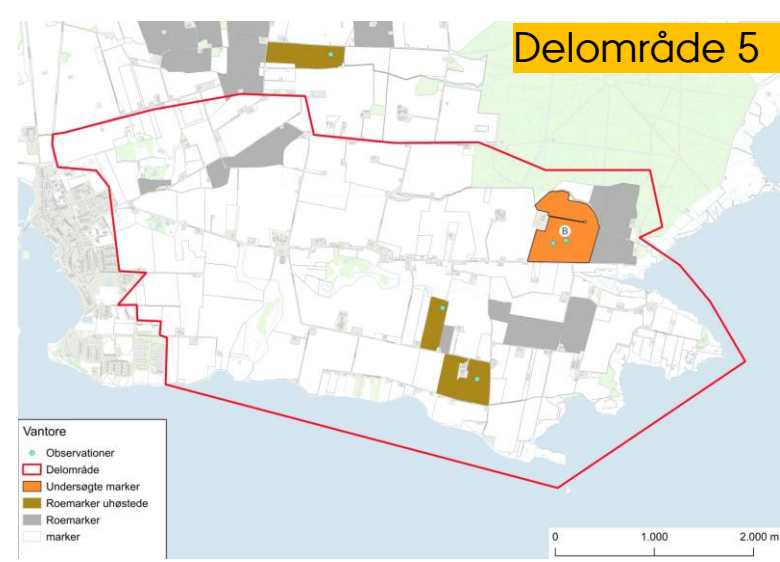 Delområde 5
B
Vantore
Observationer
Delområde
Undersøgte marker
Roemarker uhøstede
Roemarker
marker
0 1.000 2.000 m